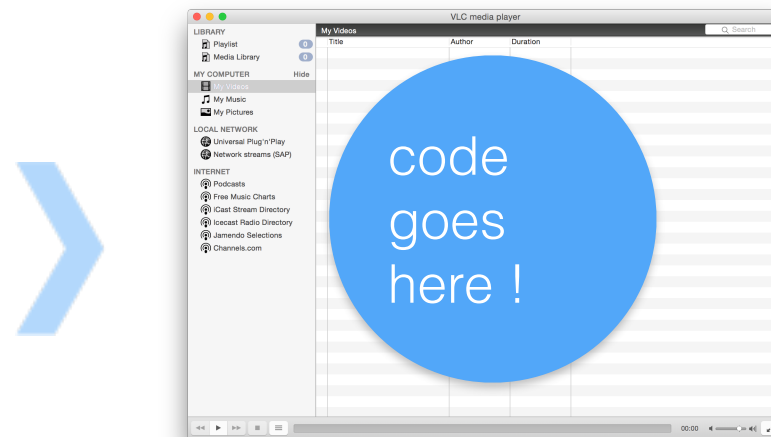 VLC media player
LIBRARY
Playlist 0
Media Library 0
MY COMPUTER Hide
My Videos
My Music
My Pictures
LOCAL NETWORK
Universal Plug'n'Play
Network streams (SAP)
INTERNET
Podcasts
Free Music Charts
iCast Stream Directory
Icecast Radio Directory
Jamendo Selections
Channels.com
My Videos Search
Title Author Duration
code
goes
here !
00:00